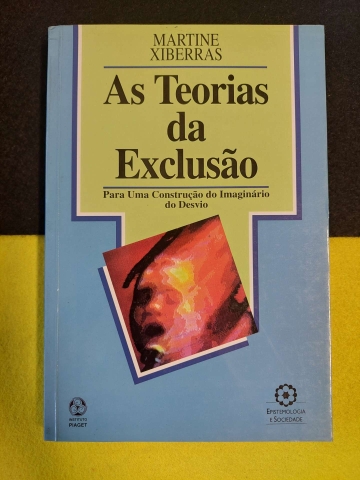 MARTINE
XIBERRAS
As Teorias
da
Exclusão
Para Uma Construção do Imaginário
do Desvio
INSTITUTO
PIAGET
EPISTEMOLOGIA
E SOCIEDADE